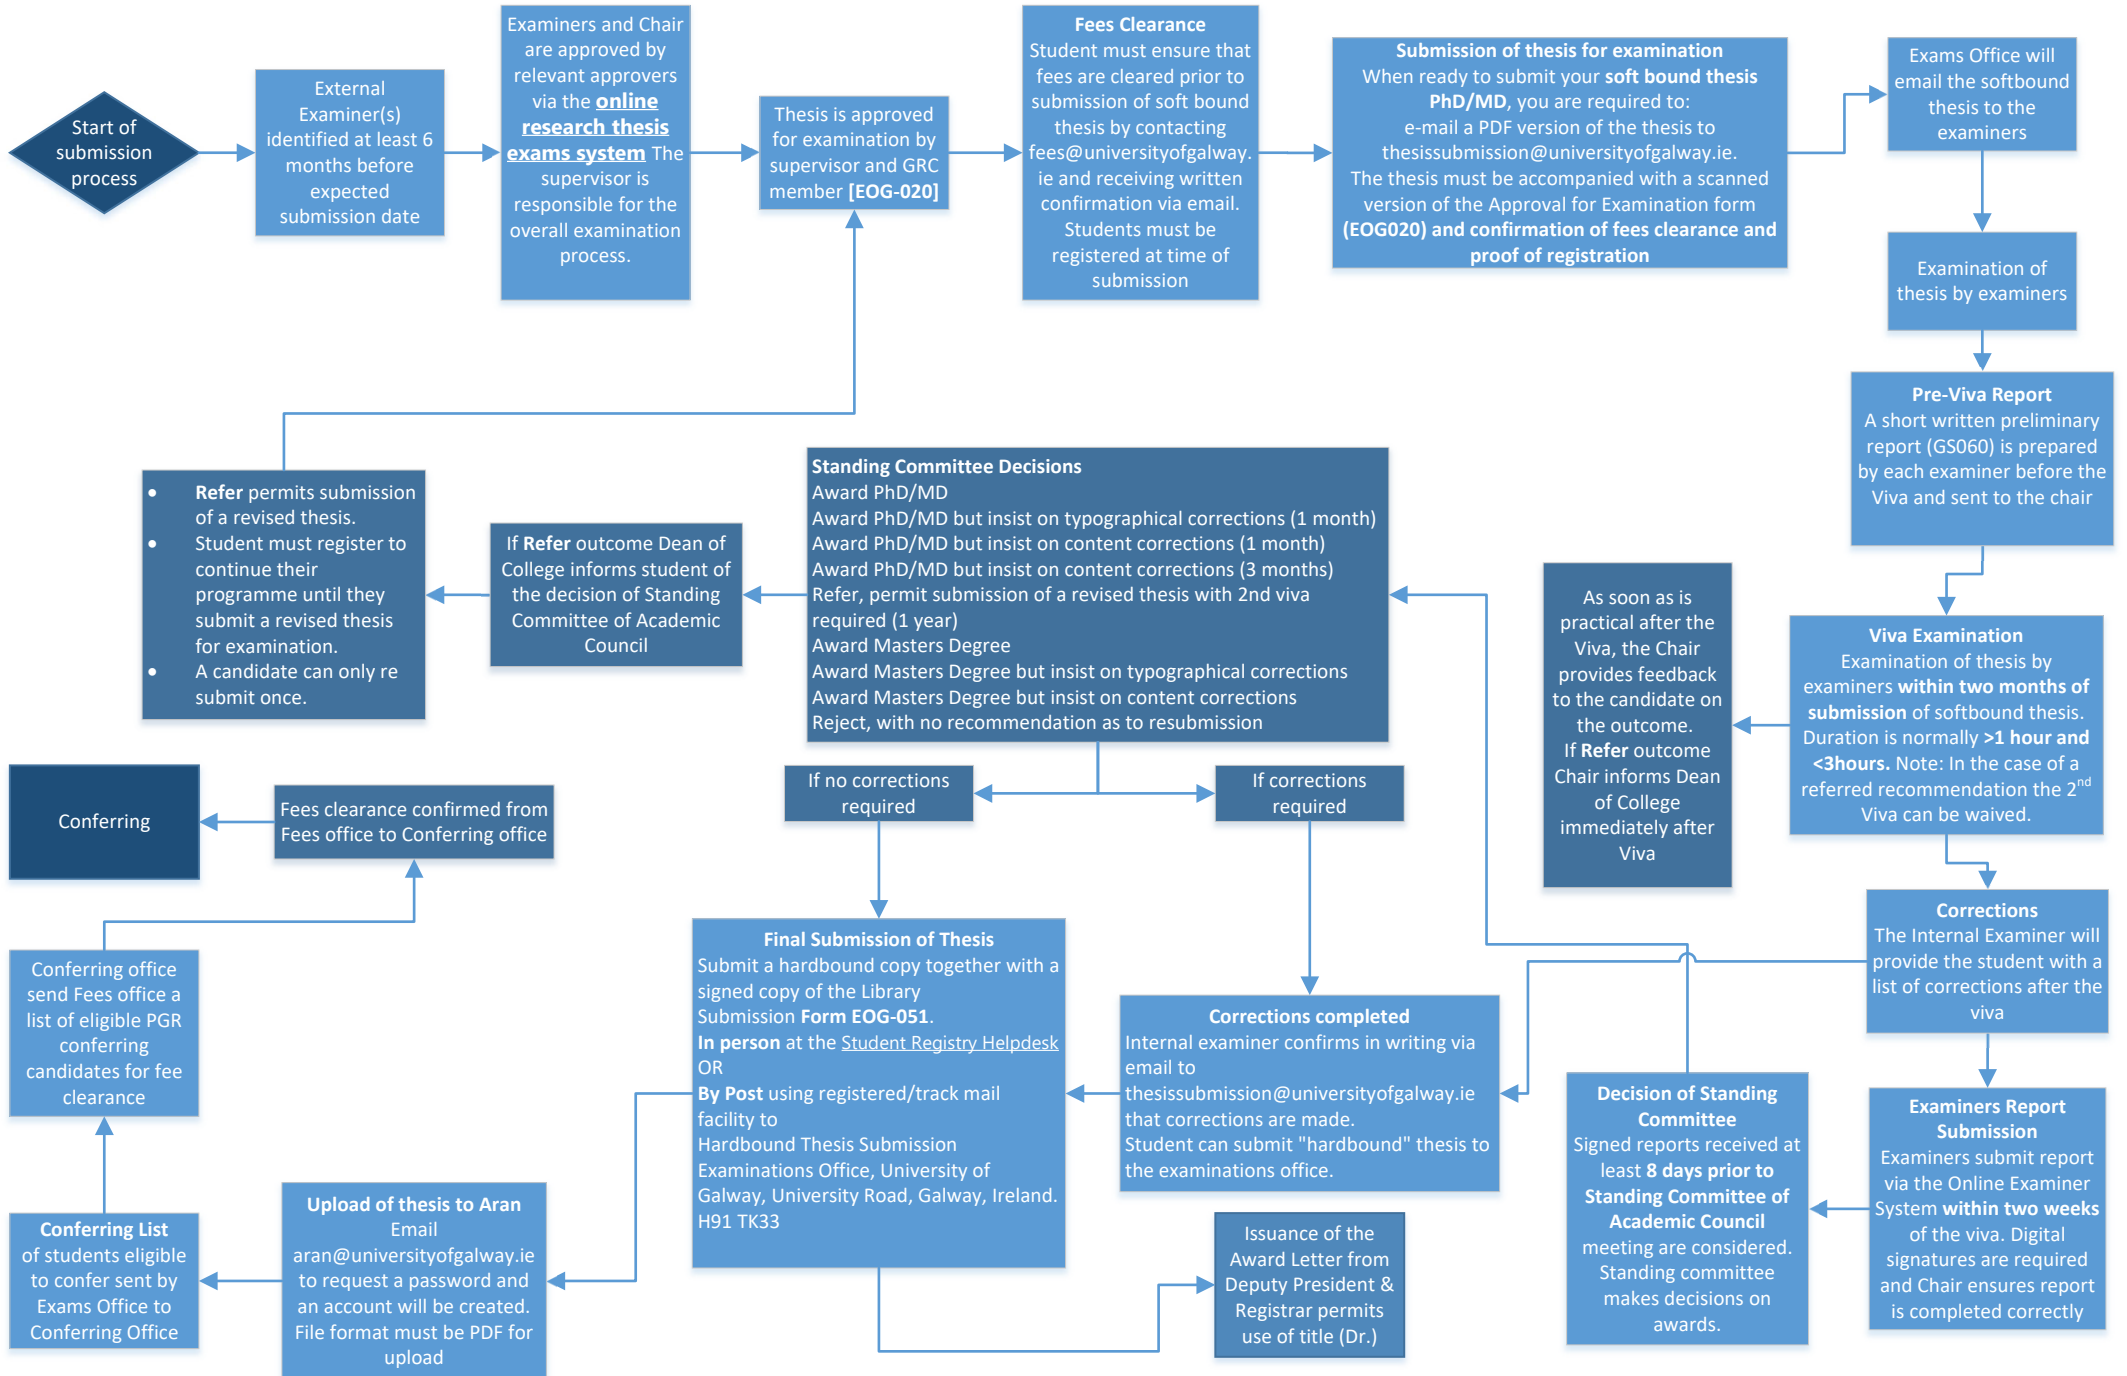 Start of
submission
process
External
Examiner(s)
identified at least 6
months before
expected
submission date
Examiners and Chair
are approved by
relevant approvers
via the online
research thesis
exams system The
supervisor is
responsible for the
overall examination
process.
Thesis is approved
for examination by
supervisor and GRC
member [EOG-020]
Fees Clearance
Student must ensure that
fees are cleared prior to
submission of soft bound
thesis by contacting
fees@universityofgalway.
ie and receiving written
confirmation via email.
Students must be
registered at time of
submission
Submission of thesis for examination
When ready to submit your soft bound thesis
PhD/MD, you are required to:
e-mail a PDF version of the thesis to
thesissubmission@universityofgalway.ie.
The thesis must be accompanied with a scanned
version of the Approval for Examination form
(EOG020) and confirmation of fees clearance and
proof of registration
Exams Office will
email the softbound
thesis to the
examiners
Examination of
thesis by examiners
Pre-Viva Report
A short written preliminary
report (GS060) is prepared
by each examiner before the
Viva and sent to the chair
Viva Examination
Examination of thesis by
examiners within two months of
submission of softbound thesis.
Duration is normally >1 hour and
<3hours. Note: In the case of a
referred recommendation the 2nd
Viva can be waived.
As soon as is
practical after the
Viva, the Chair
provides feedback
to the candidate on
the outcome.
If Refer outcome
Chair informs Dean
of College
immediately after
Viva
Corrections
The Internal Examiner will
provide the student with a
list of corrections after the
viva
Examiners Report
Submission
Examiners submit report
via the Online Examiner
System within two weeks
of the viva. Digital
signatures are required
and Chair ensures report
is completed correctly
Decision of Standing
Committee
Signed reports received at
least 8 days prior to
Standing Committee of
Academic Council
meeting are considered.
Standing committee
makes decisions on
awards.
Standing Committee Decisions
Award PhD/MD
Award PhD/MD but insist on typographical corrections (1 month)
Award PhD/MD but insist on content corrections (1 month)
Award PhD/MD but insist on content corrections (3 months)
Refer, permit submission of a revised thesis with 2nd viva
required (1 year)
Award Masters Degree
Award Masters Degree but insist on typographical corrections
Award Masters Degree but insist on content corrections
Reject, with no recommendation as to resubmission
If Refer outcome Dean of
College informs student of
the decision of Standing
Committee of Academic
Council
• Refer permits submission
of a revised thesis.
• Student must register to
continue their
programme until they
submit a revised thesis
for examination.
• A candidate can only re
submit once.
If no corrections
required
If corrections
required
Corrections completed
Internal examiner confirms in writing via
email to
thesissubmission@universityofgalway.ie
that corrections are made.
Student can submit "hardbound" thesis to
the examinations office.
Final Submission of Thesis
Submit a hardbound copy together with a
signed copy of the Library
Submission Form EOG-051.
In person at the Student Registry Helpdesk
OR
By Post using registered/track mail
facility to
Hardbound Thesis Submission
Examinations Office, University of
Galway, University Road, Galway, Ireland.
H91 TK33
Issuance of the
Award Letter from
Deputy President &
Registrar permits
use of title (Dr.)
Upload of thesis to Aran
Email
aran@universityofgalway.ie
to request a password and
an account will be created.
File format must be PDF for
upload
Conferring List
of students eligible
to confer sent by
Exams Office to
Conferring Office
Conferring office
send Fees office a
list of eligible PGR
conferring
candidates for fee
clearance
Fees clearance confirmed from
Fees office to Conferring office
Conferring